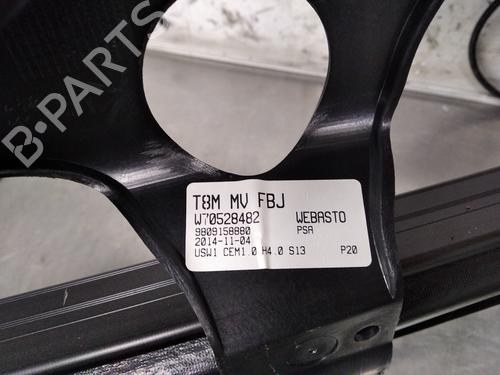 B-PARTS
T8M MV FBJ
W70528482 WEBASTO
9809158880 PSA
2014-11-04
USW1 CEM1.0 H4.0 S13 P20